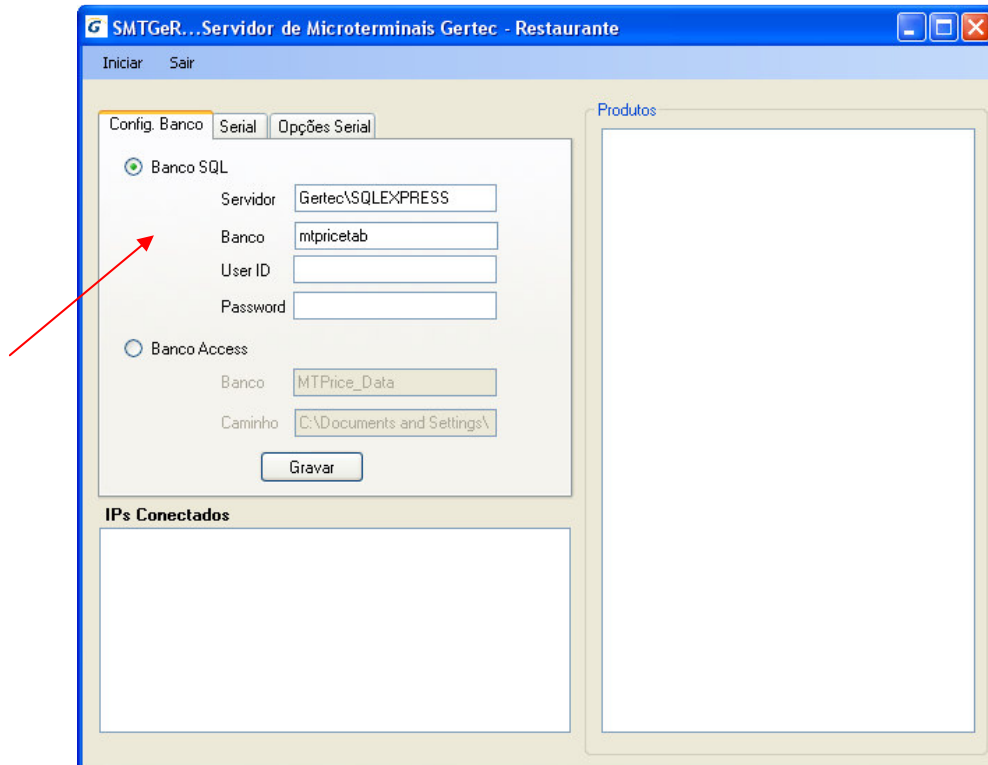 SMTGeR...Servidor de Microterminais Gertec - Restaurante
Iniciar Sair
Config. Banco Serial Opções Serial
Banco SQL
Servidor Gertec\SQLEXPRESS
Banco mtpricetab
User ID
Password
Banco Access
Banco MTPrice_Data
Caminho C:\Documents and Settings\
Gravar
IPs Conectados
Produtos